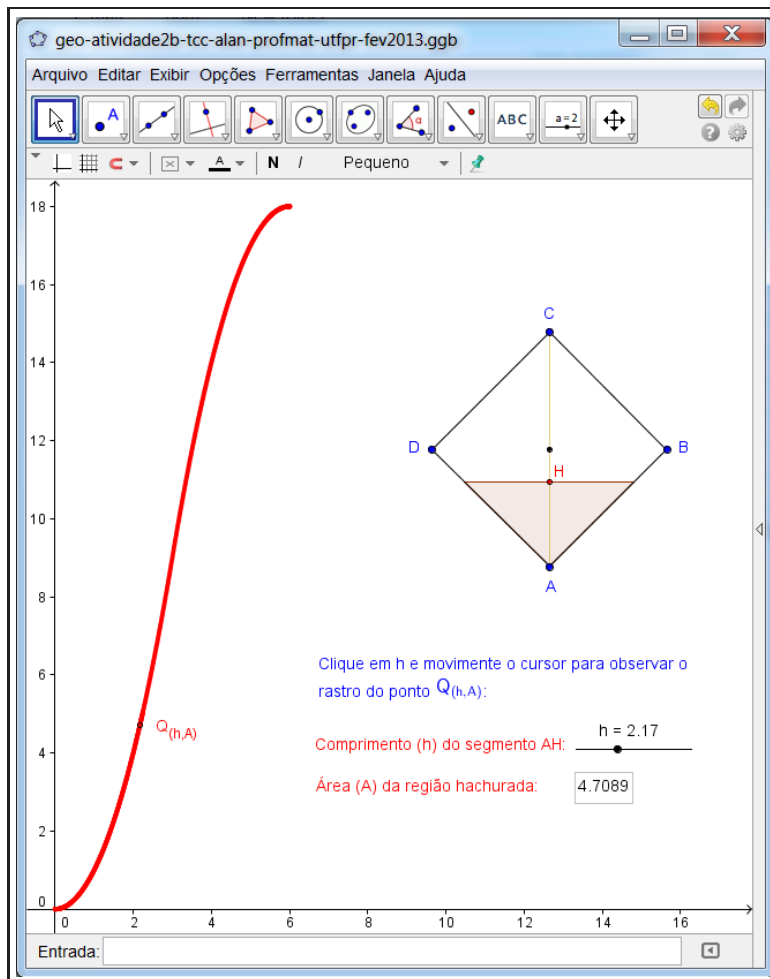 geo-atividade2b-tcc-alan-profmat-utfpr-fev2013.ggb
Arquivo Editar Exibir Opções Ferramentas Janela Ajuda
A
α
ABC
a=2
A
N
I
Pequeno
18
16
14
12
10
8
6
4
2
0
0
2
4
6
8
10
12
14
16
C
D
B
H
A
Q(h,A)
Clique em h e movimente o cursor para observar o
rastro do ponto Q(h,A):
h = 2.17
Comprimento (h) do segmento AH:
Área (A) da região hachurada:
4.7089
Entrada: